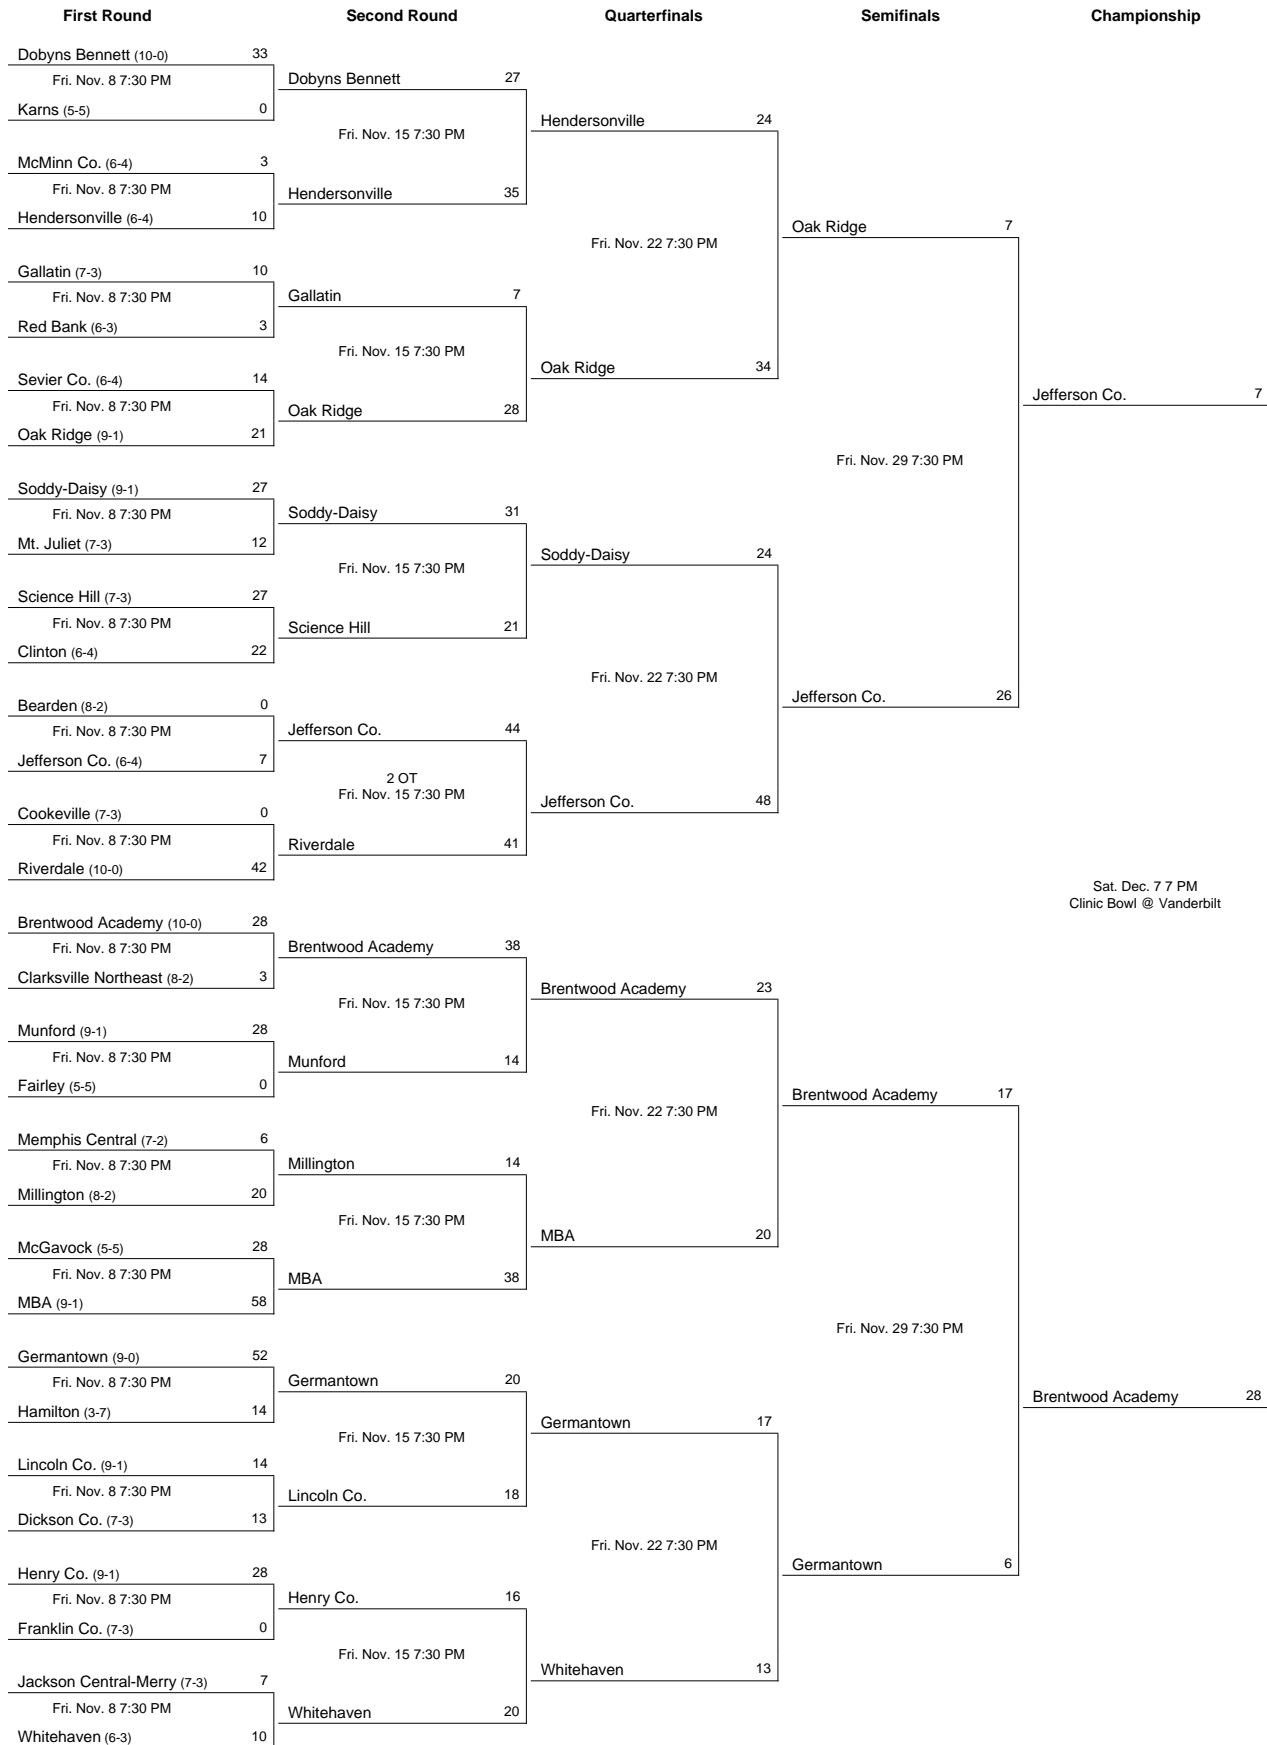 First Round
Second Round
Quarterfinals
Semifinals
Championship
Dobyns Bennett (10-0) 33
Fri. Nov. 8 7:30 PM
Karns (5-5) 0
McMinn Co. (6-4) 3
Fri. Nov. 8 7:30 PM
Hendersonville (6-4) 10
Gallatin (7-3) 10
Fri. Nov. 8 7:30 PM
Red Bank (6-3) 3
Sevier Co. (6-4) 14
Fri. Nov. 8 7:30 PM
Oak Ridge (9-1) 21
Soddy-Daisy (9-1) 27
Fri. Nov. 8 7:30 PM
Mt. Juliet (7-3) 12
Science Hill (7-3) 27
Fri. Nov. 8 7:30 PM
Clinton (6-4) 22
Bearden (8-2) 0
Fri. Nov. 8 7:30 PM
Jefferson Co. (6-4) 7
Cookeville (7-3) 0
Fri. Nov. 8 7:30 PM
Riverdale (10-0) 42
Brentwood Academy (10-0) 28
Fri. Nov. 8 7:30 PM
Clarksville Northeast (8-2) 3
Munford (9-1) 28
Fri. Nov. 8 7:30 PM
Fairley (5-5) 0
Memphis Central (7-2) 6
Fri. Nov. 8 7:30 PM
Millington (8-2) 20
McGavock (5-5) 28
Fri. Nov. 8 7:30 PM
MBA (9-1) 58
Germantown (9-0) 52
Fri. Nov. 8 7:30 PM
Hamilton (3-7) 14
Lincoln Co. (9-1) 14
Fri. Nov. 8 7:30 PM
Dickson Co. (7-3) 13
Henry Co. (9-1) 28
Fri. Nov. 8 7:30 PM
Franklin Co. (7-3) 0
Jackson Central-Merry (7-3) 7
Fri. Nov. 8 7:30 PM
Whitehaven (6-3) 10
Dobyns Bennett 27
Fri. Nov. 15 7:30 PM
Hendersonville 35
Gallatin 7
Fri. Nov. 15 7:30 PM
Oak Ridge 28
Soddy-Daisy 31
Fri. Nov. 15 7:30 PM
Science Hill 21
Jefferson Co. 44
2 OT
Fri. Nov. 15 7:30 PM
Riverdale 41
Brentwood Academy 38
Fri. Nov. 15 7:30 PM
Munford 14
Millington 14
Fri. Nov. 15 7:30 PM
MBA 38
Germantown 20
Fri. Nov. 15 7:30 PM
Lincoln Co. 18
Henry Co. 16
Fri. Nov. 15 7:30 PM
Whitehaven 20
Hendersonville 24
Fri. Nov. 22 7:30 PM
Oak Ridge 34
Soddy-Daisy 24
Fri. Nov. 22 7:30 PM
Jefferson Co. 48
Brentwood Academy 23
Fri. Nov. 22 7:30 PM
MBA 20
Germantown 17
Fri. Nov. 22 7:30 PM
Whitehaven 13
Oak Ridge 7
Fri. Nov. 29 7:30 PM
Jefferson Co. 26
Brentwood Academy 17
Fri. Nov. 29 7:30 PM
Germantown 6
Jefferson Co. 7
Sat. Dec. 7 7 PM
Clinic Bowl @ Vanderbilt
Brentwood Academy 28